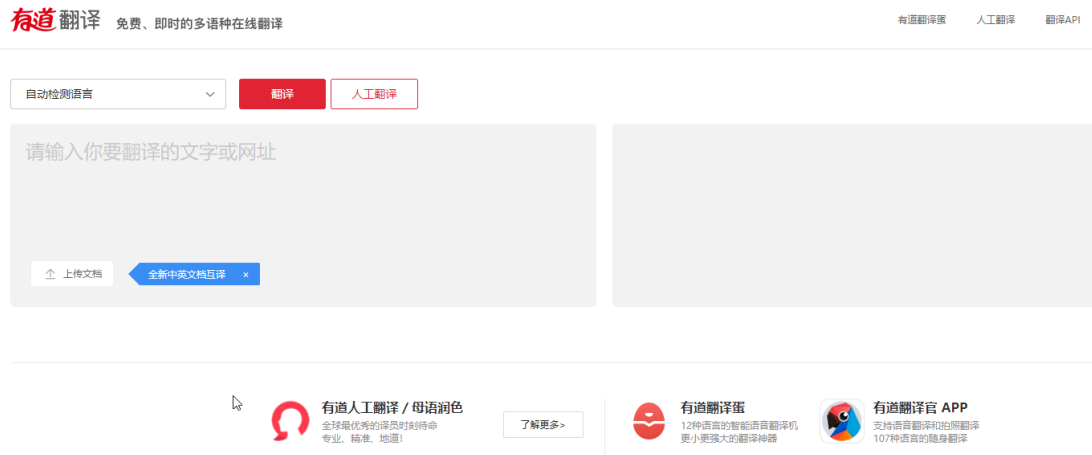 有道翻译 免费、即时的多语种在线翻译 有道翻译蛋 人工翻译 翻译API
自动检测语言 翻译 人工翻译
请输入你要翻译的文字或网址
上传文档 全新中英文档互译 ×
有道人工翻译 / 母语润色
全球最优秀的译员时刻待命
专业、精准、地道!
了解更多>
有道翻译蛋
12种语言的智能语音翻译机
更小更强大的翻译神器
有道翻译官 APP
支持语音翻译和拍照翻译
107种语言的随身翻译